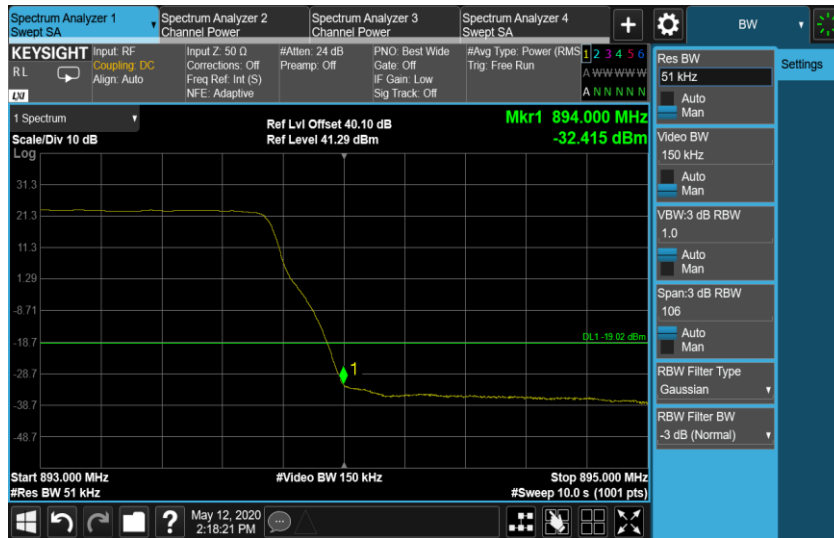 Spectrum Analyzer 1
Swept SA
Spectrum Analyzer 2
Channel Power
Spectrum Analyzer 3
Channel Power
Spectrum Analyzer 4
Swept SA
+
BW
KEYSIGHT
RL
LXI
Input: RF
Coupling: DC
Align: Auto
Input Z: 50 Ω
Corrections: Off
Freq Ref: Int (S)
NFE: Adaptive
#Atten: 24 dB
Preamp: Off
PNO: Best Wide
Gate: Off
IF Gain: Low
Sig Track: Off
#Avg Type: Power (RMS
Trig: Free Run
1 2 3 4 5 6
A W W W W W
A N N N N N
1 Spectrum
Scale/Div 10 dB
Log
Ref Lvl Offset 40.10 dB
Ref Level 41.29 dBm
Mkr1 894.000 MHz
-32.415 dBm
31.3
21.3
11.3
1.29
-8.71
-18.7
-28.7
-38.7
-48.7
DL1 -19.02 dBm
1
Start 893.000 MHz
#Res BW 51 kHz
#Video BW 150 kHz
Stop 895.000 MHz
#Sweep 10.0 s (1001 pts)
Res BW
51 kHz
Auto
Man
Video BW
150 kHz
Auto
Man
VBW:3 dB RBW
1.0
Auto
Man
Span:3 dB RBW
106
Auto
Man
RBW Filter Type
Gaussian
RBW Filter BW
-3 dB (Normal)
Settings
?
May 12, 2020
2:18:21 PM